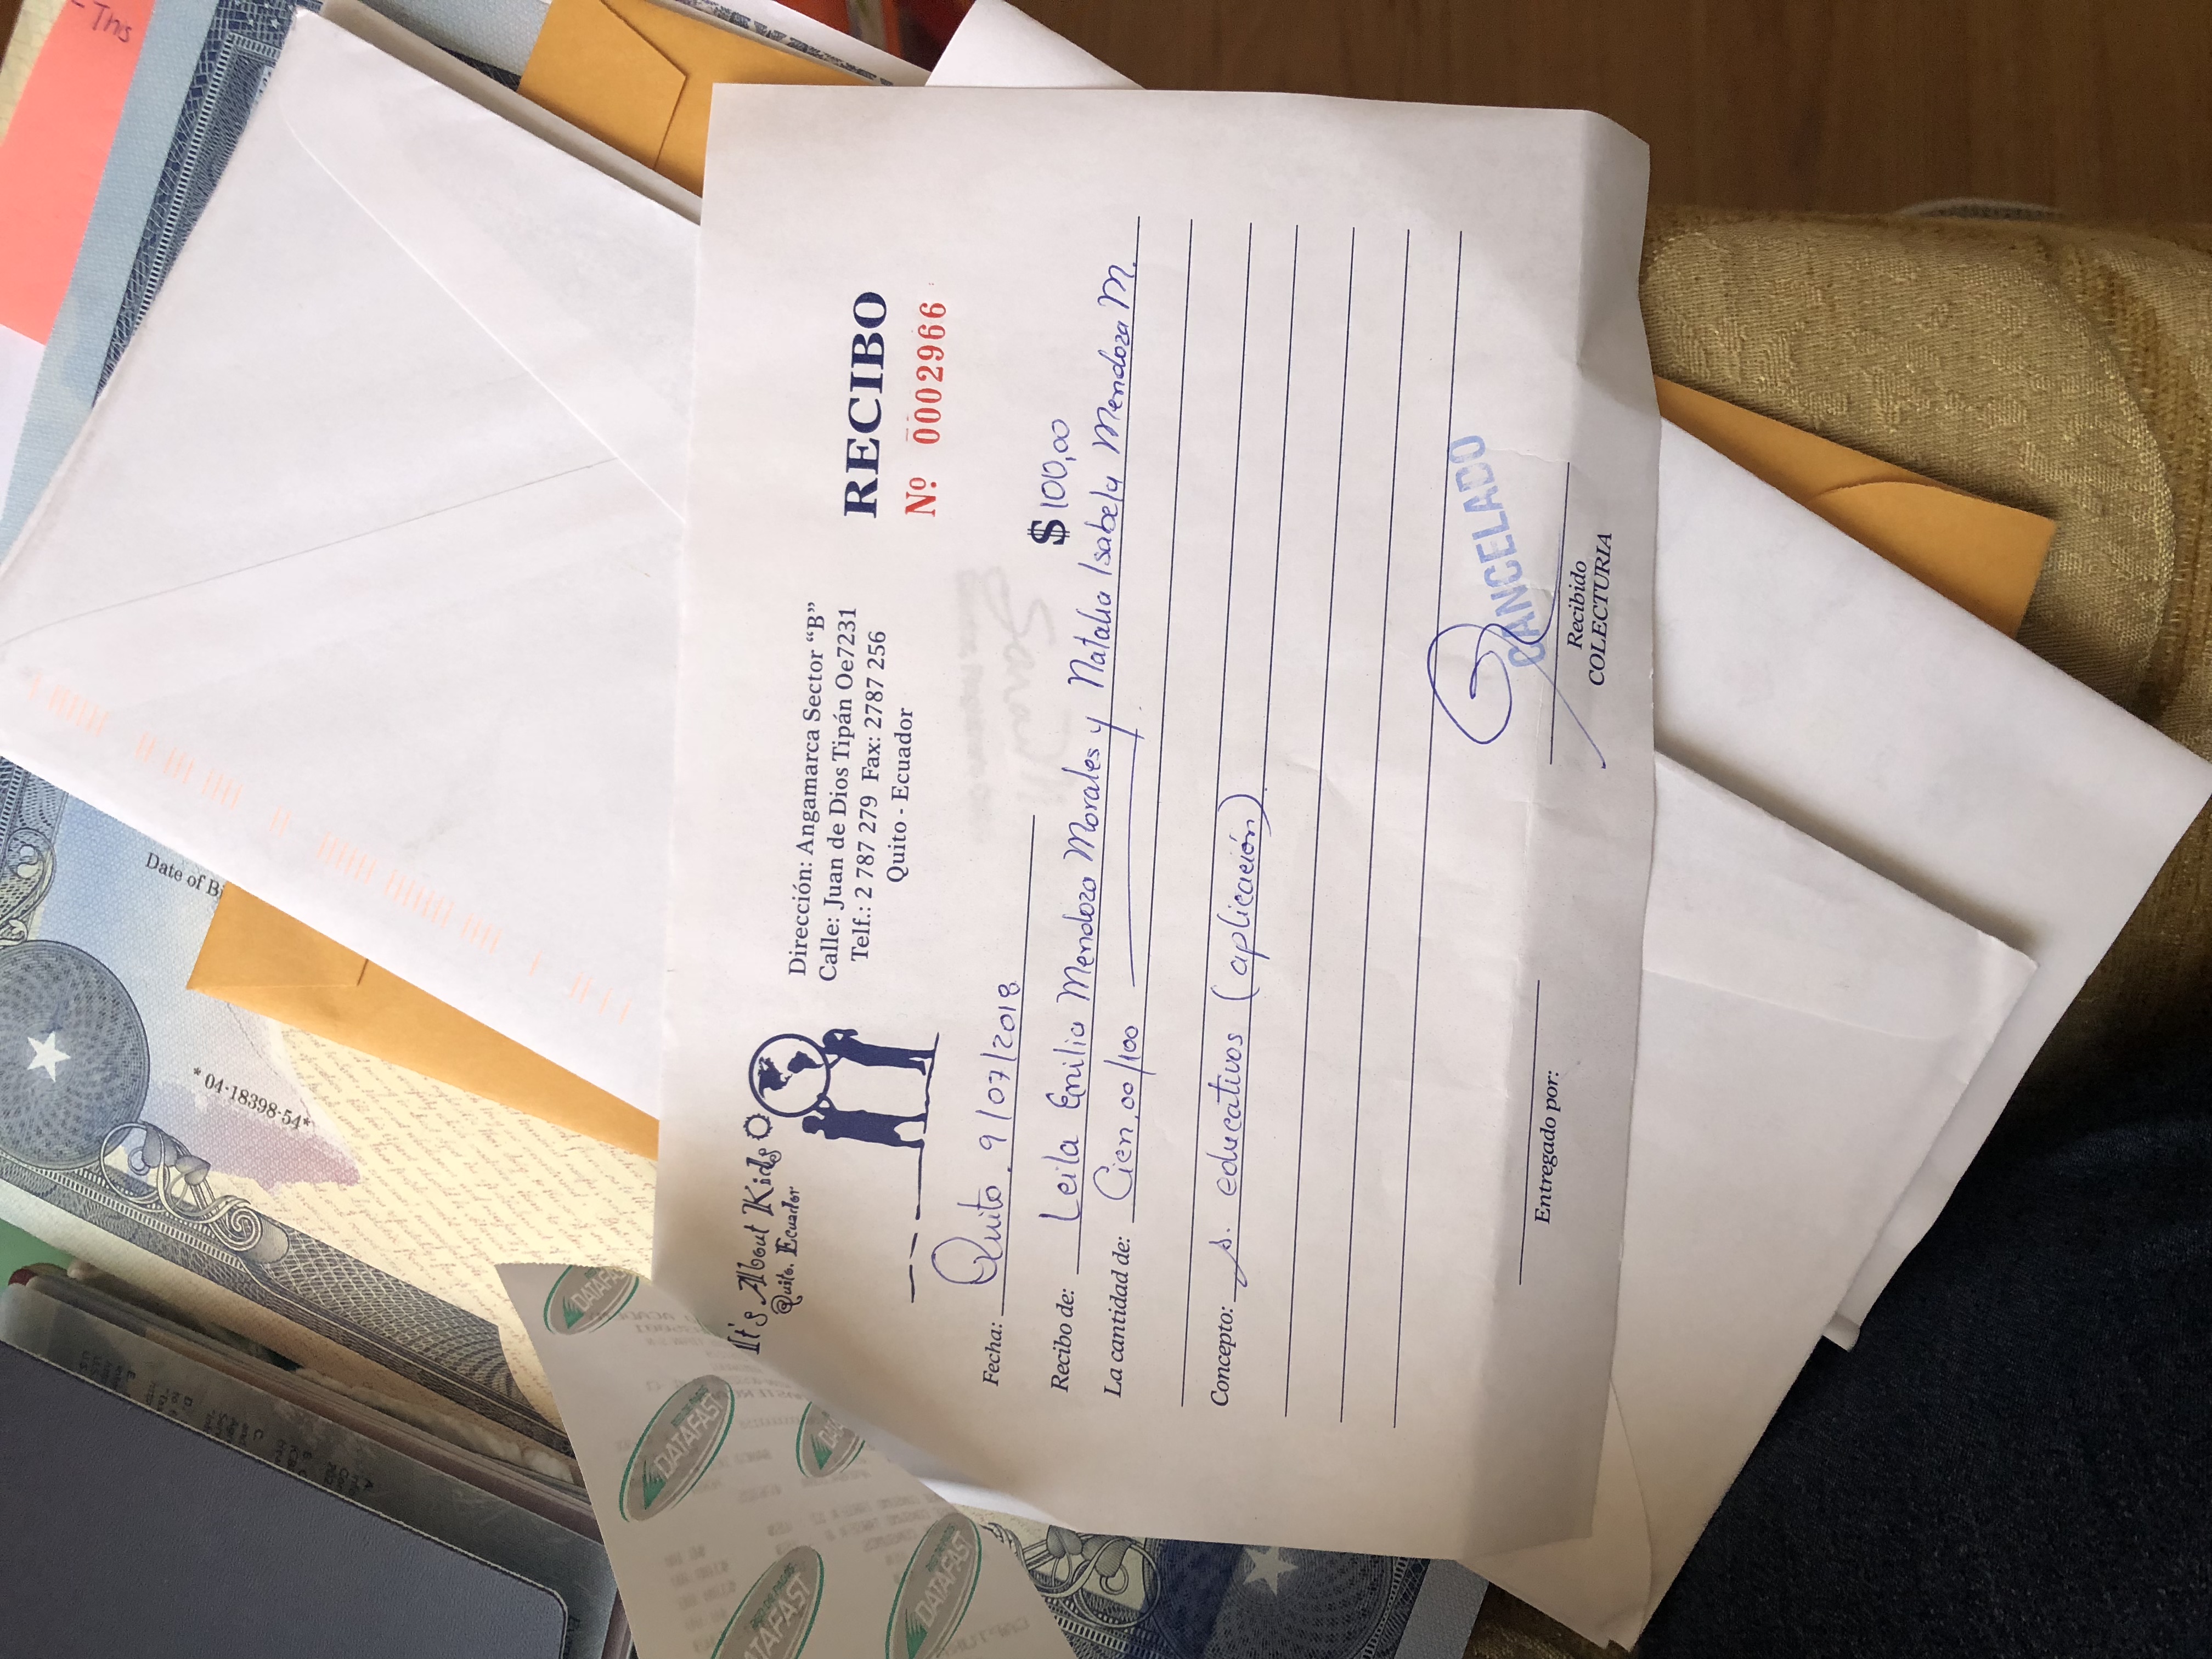 - This
Date of B
*04-18398-54*
DATAFAST
DATAFAST
DATAFAST
DATAFAST
It's About Kids
Quito. Ecuador
Dirección: Angamarca Sector “B”
Calle: Juan de Dios Tipán Oe7231
Telf.: 2 787 279 Fax: 2787 256
Quito - Ecuador
RECIBO
Nº 0002966
Fecha: Quito. 9/07/2018
$ 100,00
Recibo de: Leila Emilia Mendoza Morales y Natalia Isabela Mendoza M.
La cantidad de: Cien,00/100
Concepto: s. educativos (aplicación).
CANCELADO
Entregado por:
Recibido
COLECTURIA